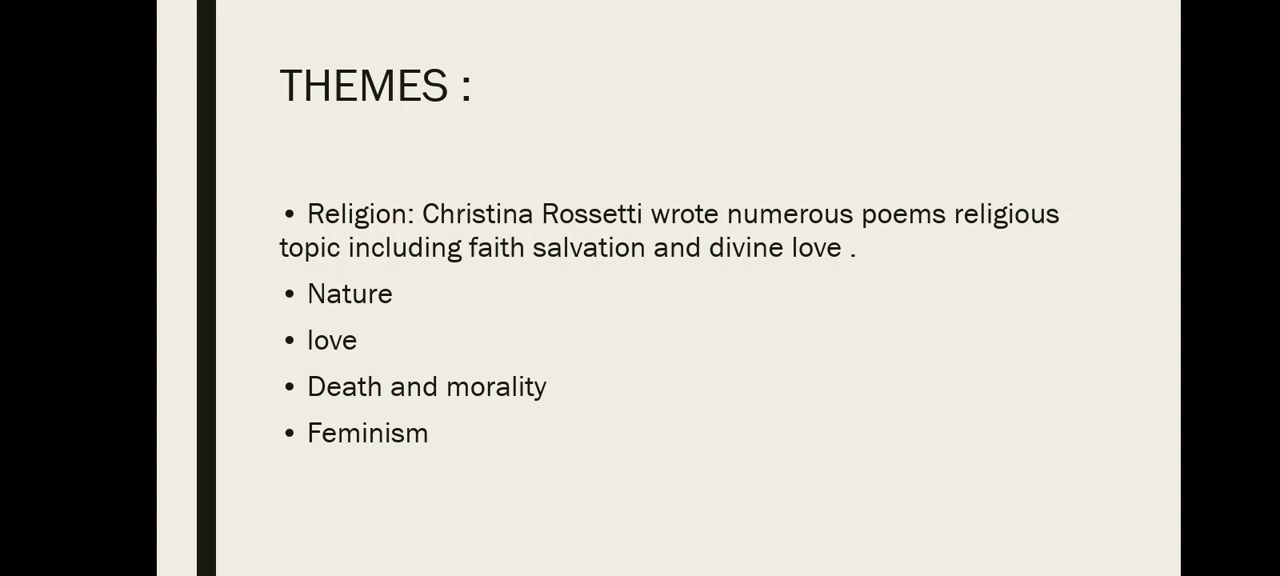 THEMES :
• Religion: Christina Rossetti wrote numerous poems religious
topic including faith salvation and divine love .
• Nature
• love
• Death and morality
• Feminism